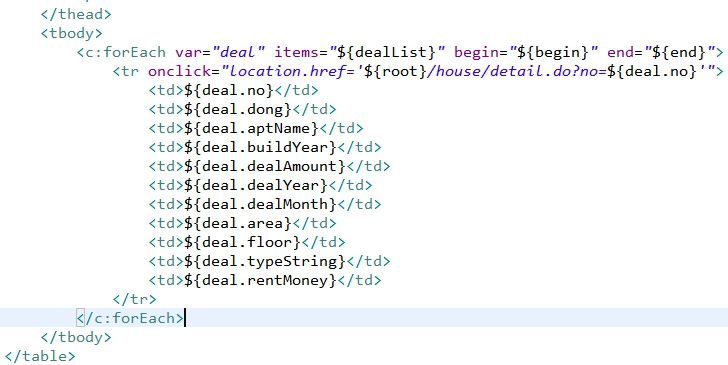 </thead>
<tbody>
<c:forEach var="deal" items="${dealList}" begin="${begin}" end="${end}">
<tr onclick="location.href='${root}/house/detail.do?no=${deal.no}'">
<td>${deal.no}</td>
<td>${deal.dong}</td>
<td>${deal.aptName}</td>
<td>${deal.buildYear}</td>
<td>${deal.dealAmount}</td>
<td>${deal.dealYear}</td>
<td>${deal.dealMonth}</td>
<td>${deal.area}</td>
<td>${deal.floor}</td>
<td>${deal.typeString}</td>
<td>${deal.rentMoney}</td>
</tr>
</c:forEach>
</tbody>
</table>